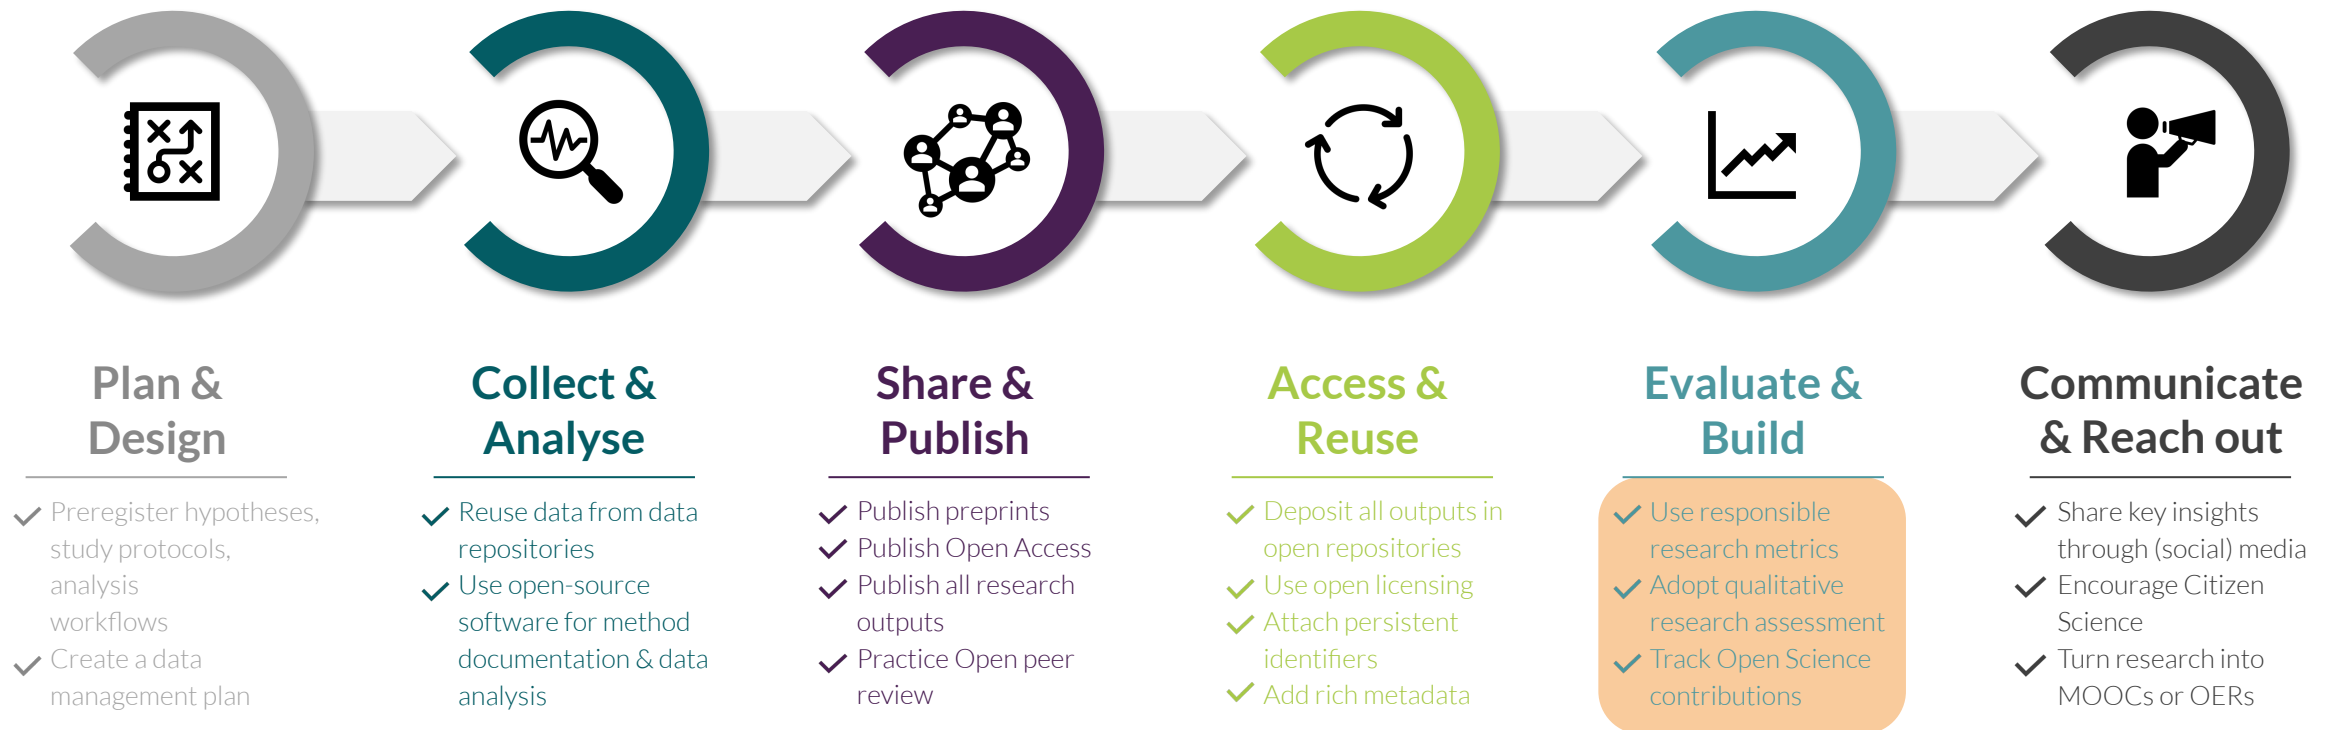 Plan &
Design
Preregister hypotheses,
study protocols,
analysis
workflows
Create a data
management plan
Collect &
Analyse
Reuse data from data
repositories
Use open-source
software for method
documentation & data
analysis
Share &
Publish
Publish preprints
Publish Open Access
Publish all research
outputs
Practice Open peer
review
Access &
Reuse
Deposit all outputs in
open repositories
Use open licensing
Attach persistent
identifiers
Add rich metadata
Evaluate &
Build
Use responsible
research metrics
Adopt qualitative
research assessment
Track Open Science
contributions
Communicate
& Reach out
Share key insights
through (social) media
Encourage Citizen
Science
Turn research into
MOOCs or OERs